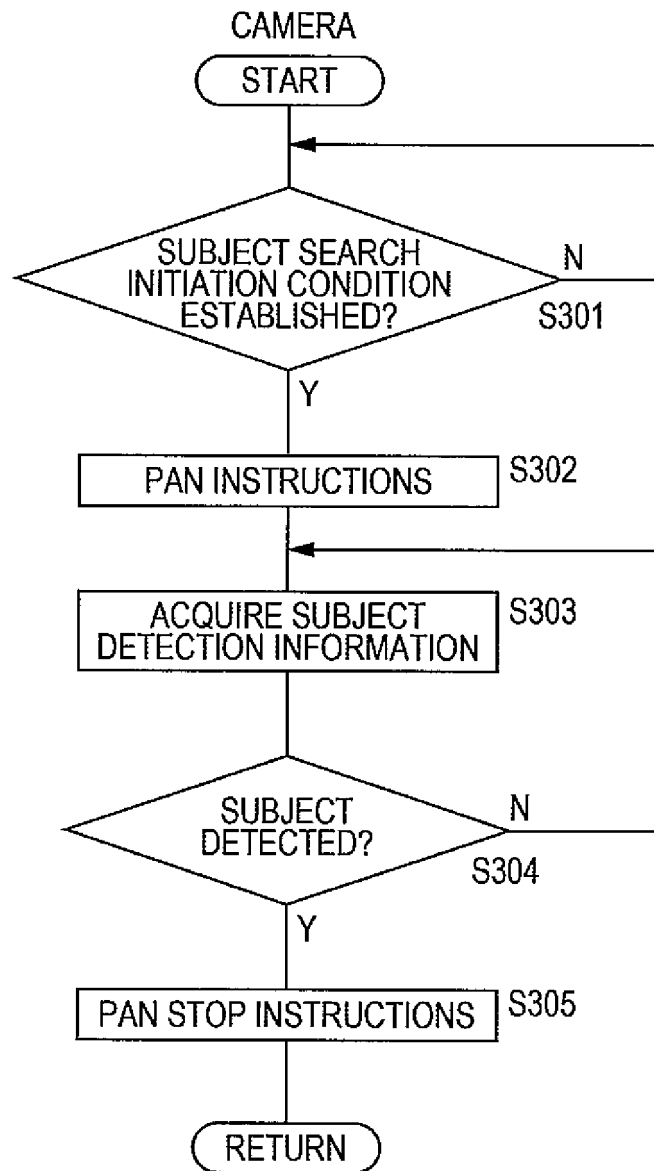 CAMERA
START
SUBJECT SEARCH
INITIATION CONDITION
ESTABLISHED?
N
S301
Y
PAN INSTRUCTIONS
S302
ACQUIRE SUBJECT
DETECTION INFORMATION
S303
SUBJECT
DETECTED?
N
S304
Y
PAN STOP INSTRUCTIONS
S305
RETURN